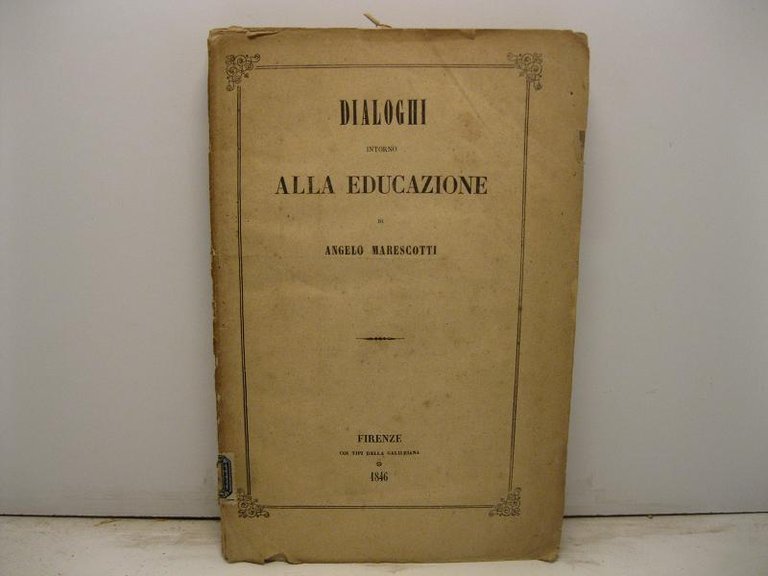 DIALOGHI
INTORNO
ALLA EDUCAZIONE
DI
ANGELO MARESCOTTI
FIRENZE
COI TIPI DELLA GALILEIANA
1846